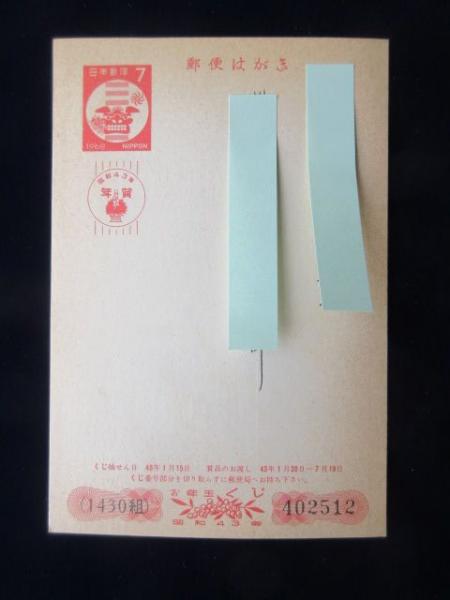 日本郵便 7
1968 NIPPON
郵便はがき
昭和43年
年賀
くじ抽せん日 43年1月15日 賞品のお渡し 43年1月20日—7月19日
くじ番号部分を切り取らずに郵便局へお持ち下さい。
お年玉くじ
(1430組)
402512
昭和43年